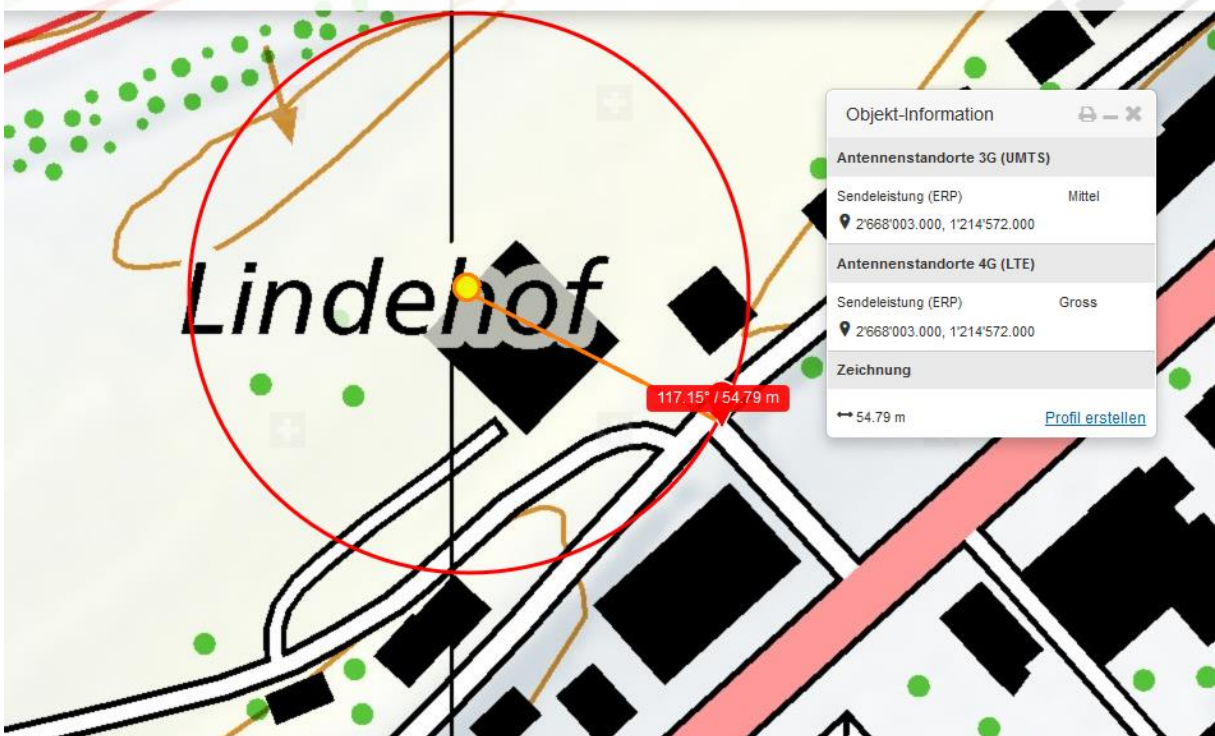 Objekt-Information
Antennenstandorte 3G (UMTS)
Sendeleistung (ERP) Mittel
2'668'003.000, 1'214'572.000
Antennenstandorte 4G (LTE)
Sendeleistung (ERP) Gross
2'668'003.000, 1'214'572.000
Zeichnung
54.79 m Profil erstellen
Lindehof
117.15° / 54.79 m